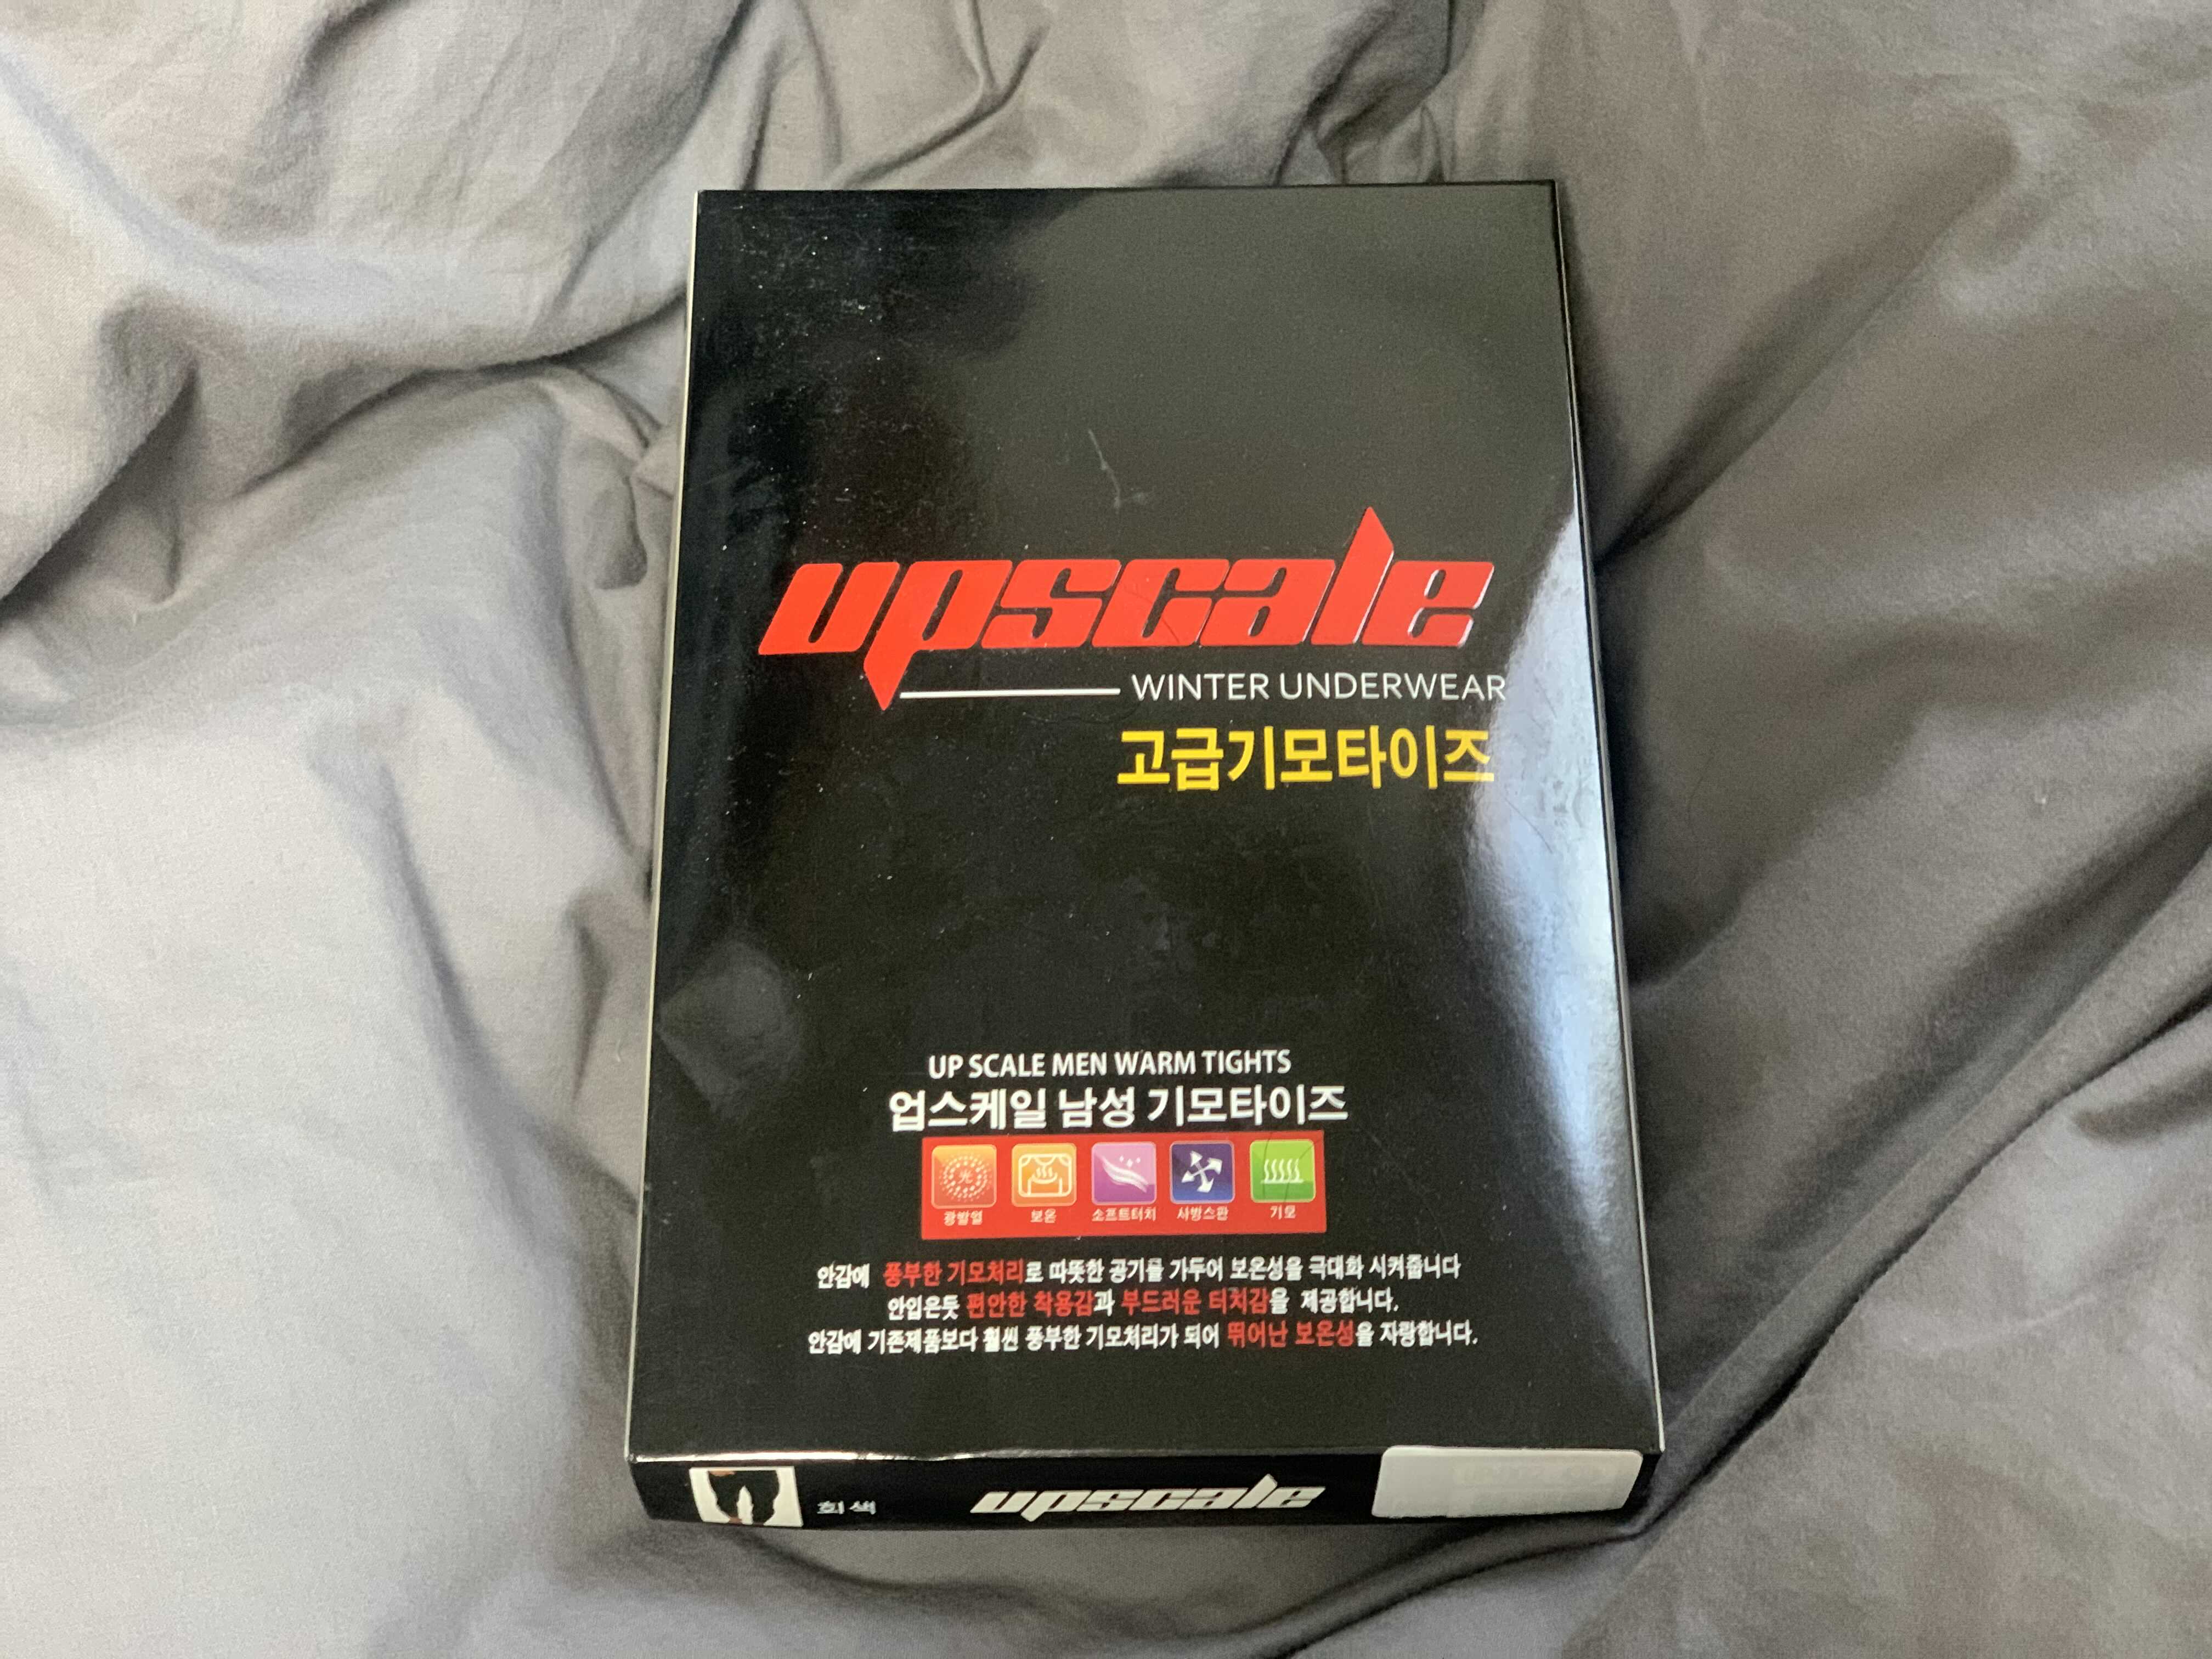 upscale
WINTER UNDERWEAR
고급기모타이즈
UP SCALE MEN WARM TIGHTS
업스케일 남성 기모타이즈
光
광발열 보온 소프트터치 사방스판 기모
안감에 풍부한 기모처리로 따뜻한 공기를 가두어 보온성을 극대화 시켜줍니다
안입은듯 편안한 착용감과 부드러운 터치감을 제공합니다.
안감에 기존제품보다 훨씬 풍부한 기모처리가 되어 뛰어난 보온성을 자랑합니다.
회색 upscale